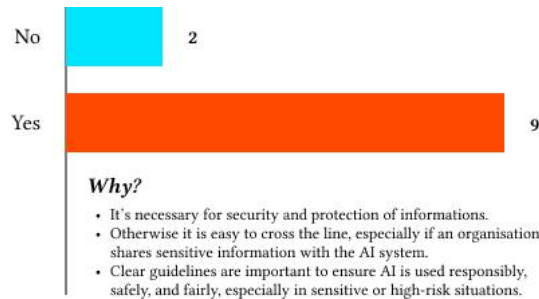 No 2
Yes 9
Why?
• It's necessary for security and protection of informations.
• Otherwise it is easy to cross the line, especially if an organisation
shares sensitive information with the AI system.
• Clear guidelines are important to ensure AI is used responsibly,
safely, and fairly, especially in sensitive or high-risk situations.